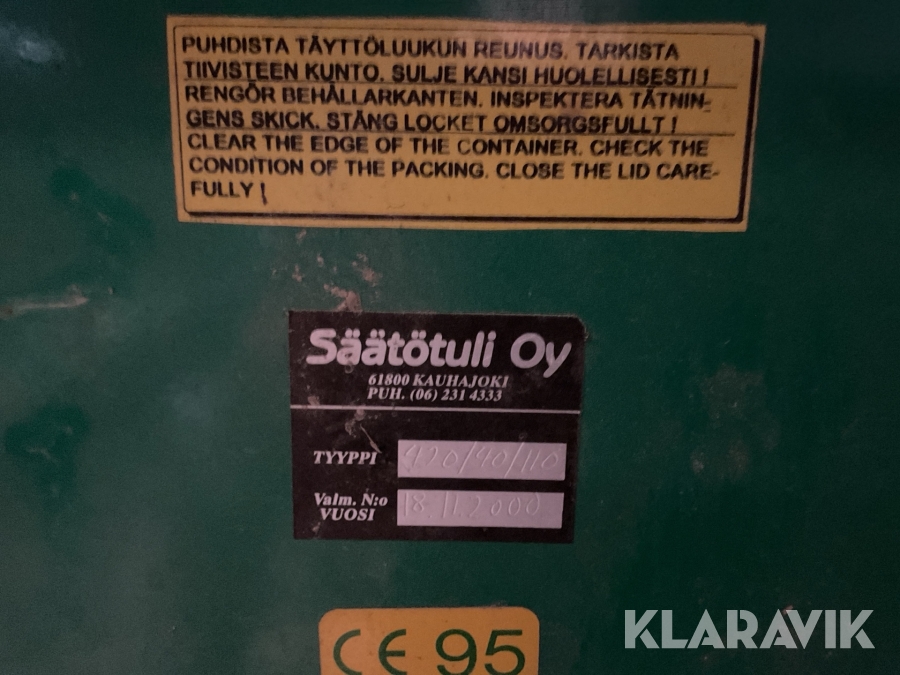 PUHDISTA TÄYTTÖLUUKUN REUNUS. TARKISTA
TIIVISTEEN KUNTO. SULJE KANSI HUOLELLISESTI !
RENGÖR BEHÅLLARKANTEN. INSPEKTERA TÄTNIN-
GENS SKICK. STÄNG LOCKET OMSORGSFULLT !
CLEAR THE EDGE OF THE CONTAINER. CHECK THE
CONDITION OF THE PACKING. CLOSE THE LID CARE-
FULLY !
Säätötuli Oy
61800 KAUHAJOKI
PUH. (06) 231 4333
TYYPPI 420/90/110
Valm. N:o
VUOSI 18.11.2000
CE 95
KLARAVIK